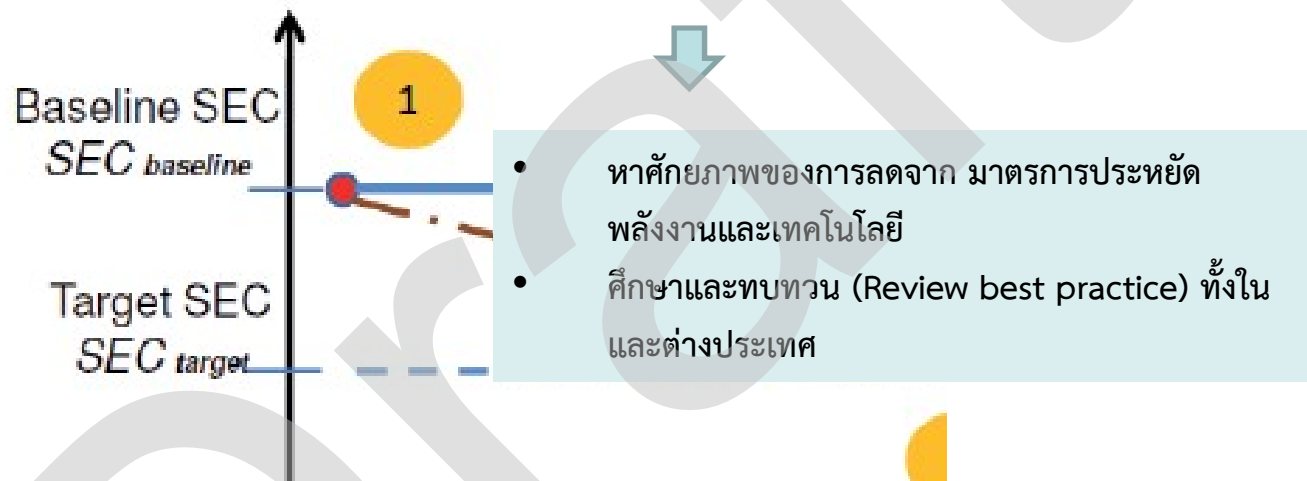 Baseline SEC
SEC baseline
1
• หาศักยภาพของการลดจาก มาตรการประหยัด
พลังงานและเทคโนโลยี
• ศึกษาและทบทวน (Review best practice) ทั้งใน
และต่างประเทศ
Target SEC
SEC target